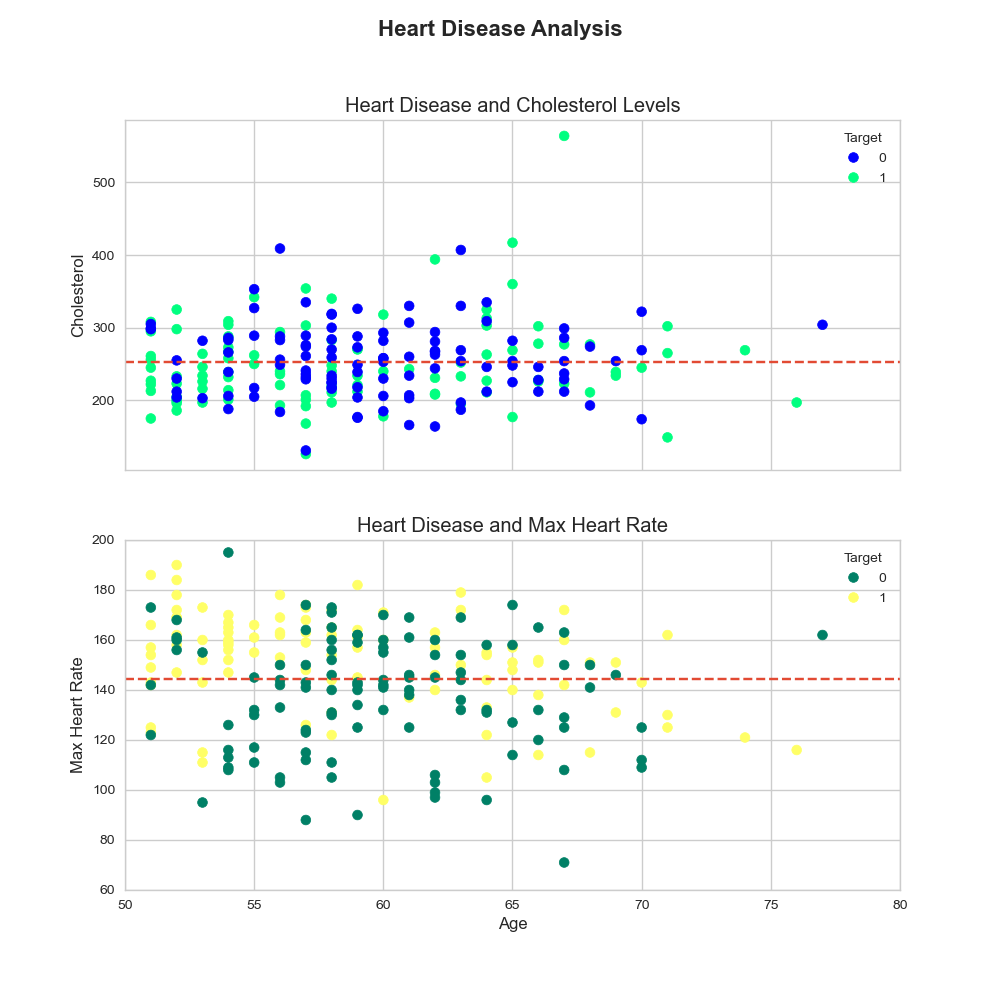 Heart Disease Analysis
Heart Disease and Cholesterol Levels
Target
0
1
500
400
300
200
Cholesterol
Heart Disease and Max Heart Rate
Target
0
1
200
180
160
140
120
100
80
60
Max Heart Rate
50 55 60 65 70 75 80
Age